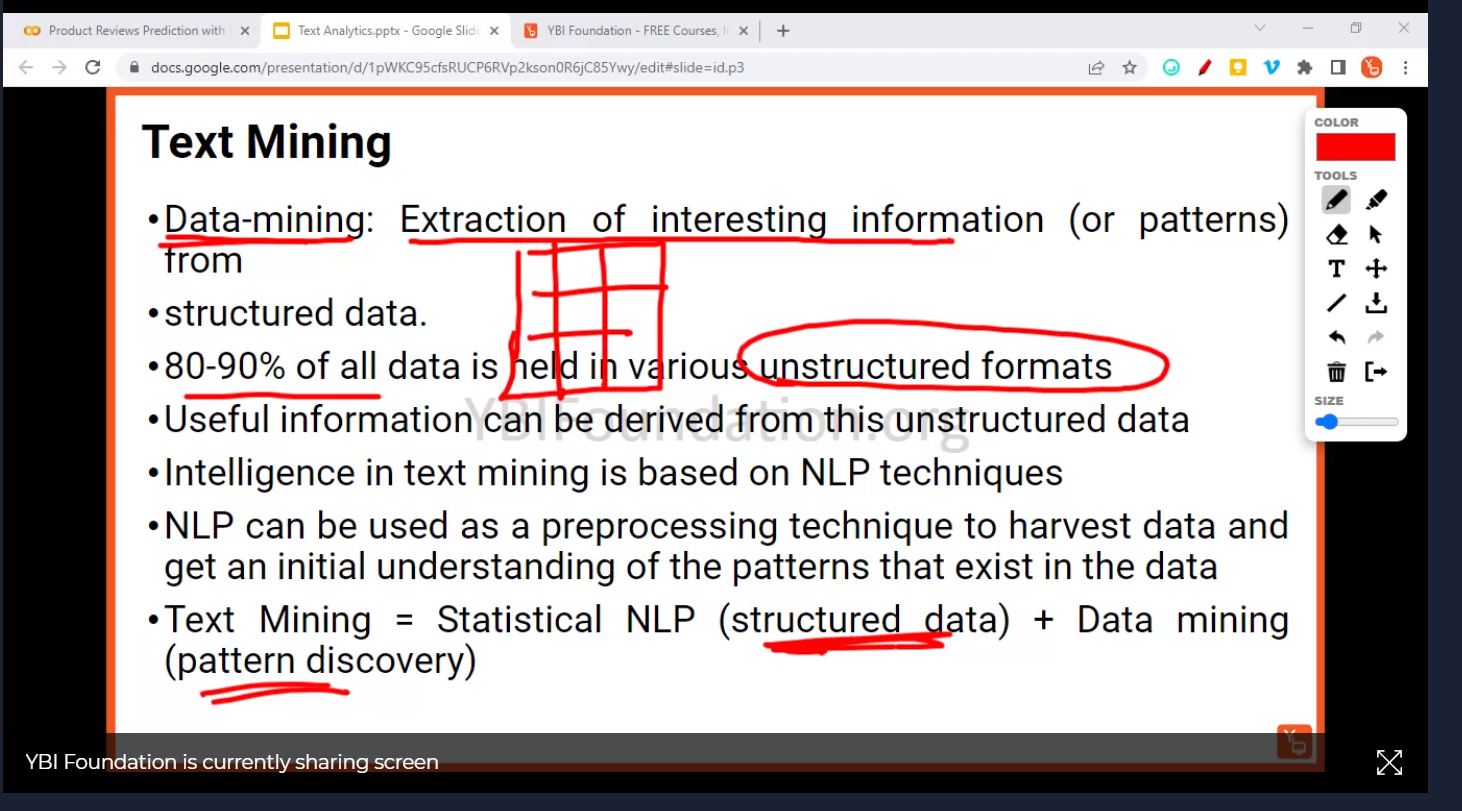 Product Reviews Prediction with
Text Analytics.pptx - Google Slid
YBI Foundation - FREE Courses, I
docs.google.com/presentation/d/1pWKC95cfsRUCP6RVp2kson0R6jC85Ywy/edit#slide=id.p3
Text Mining
•Data-mining: Extraction of interesting information (or patterns)
from
•structured data.
•80-90% of all data is held in various unstructured formats
•Useful information can be derived from this unstructured data
YBIFoundation.org
•Intelligence in text mining is based on NLP techniques
•NLP can be used as a preprocessing technique to harvest data and
get an initial understanding of the patterns that exist in the data
•Text Mining = Statistical NLP (structured data) + Data mining
(pattern discovery)
COLOR
TOOLS
T
SIZE
YBI Foundation is currently sharing screen